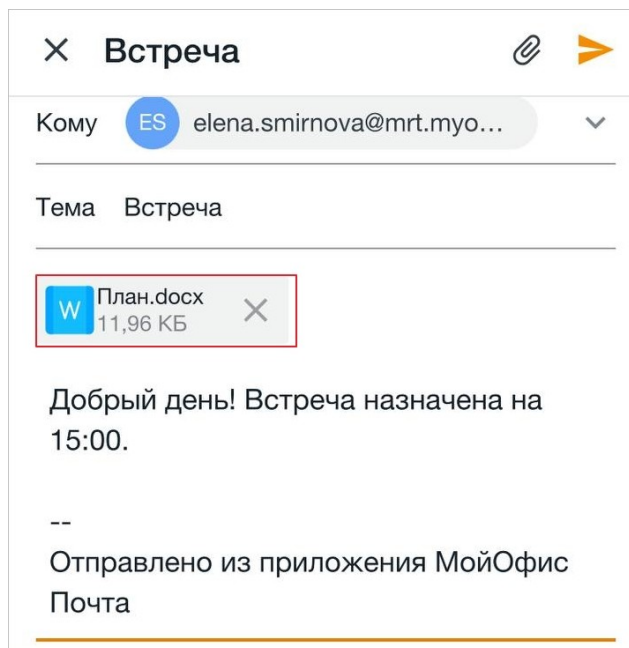 Встреча
Кому ES elena.smirnova@mrt.myo...
Тема Встреча
W План.docx
11,96 КБ
Добрый день! Встреча назначена на
15:00.
--
Отправлено из приложения МойОфис
Почта